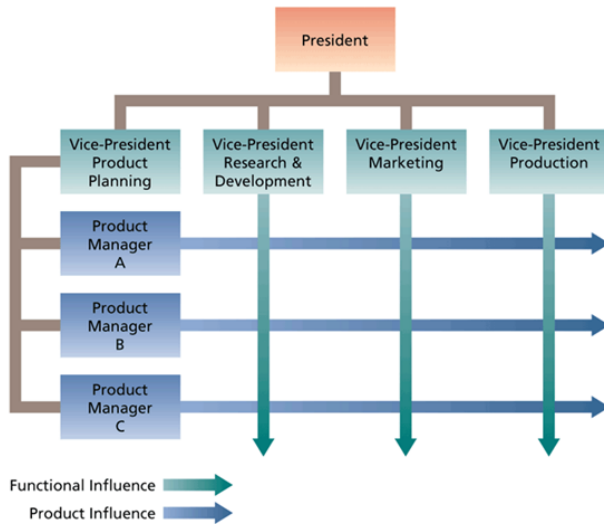 President
Vice-President
Product
Planning
Vice-President
Research &
Development
Vice-President
Marketing
Vice-President
Production
Product
Manager
A
Product
Manager
B
Product
Manager
C
Functional Influence
Product Influence